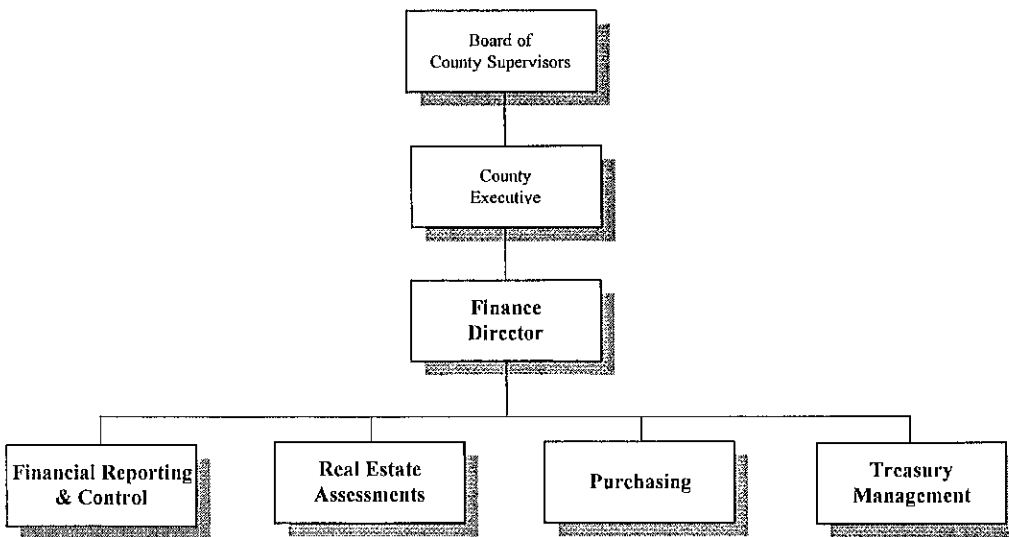 Board of
County Supervisors
County
Executive
Finance
Director
Financial Reporting
& Control
Real Estate
Assessments
Purchasing
Treasury
Management